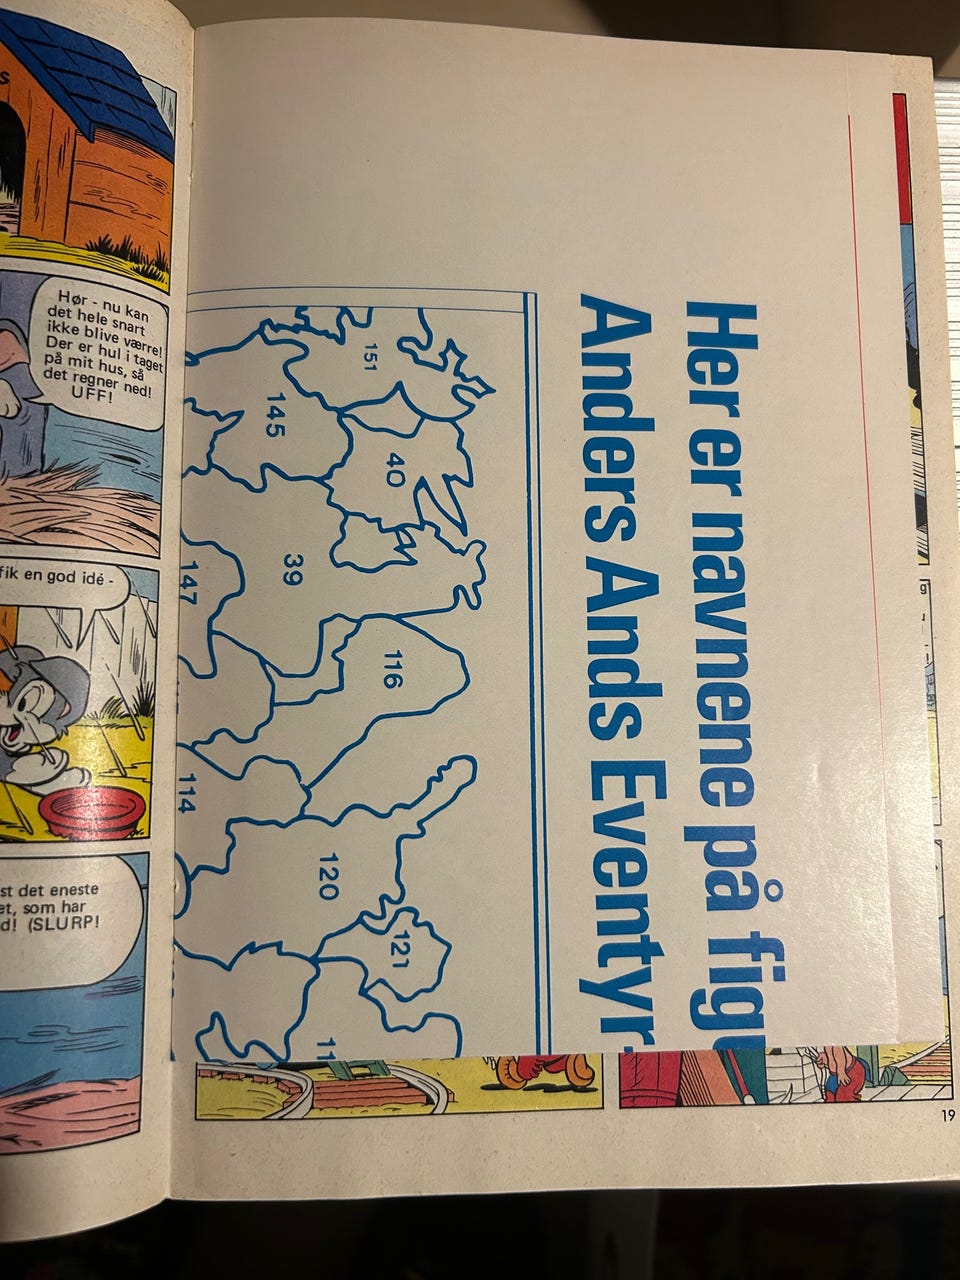 S
Hør - nu kan
det hele snart
ikke blive værre!
Der er hul i taget
på mit hus, så
det regner ned!
UFF!
fik en god idé -
st det eneste
et, som har
d! (SLURP!
Her er navnene på figu
Anders Ands Eventyr-
151
145
40
39
147
116
114
120
121
11
19